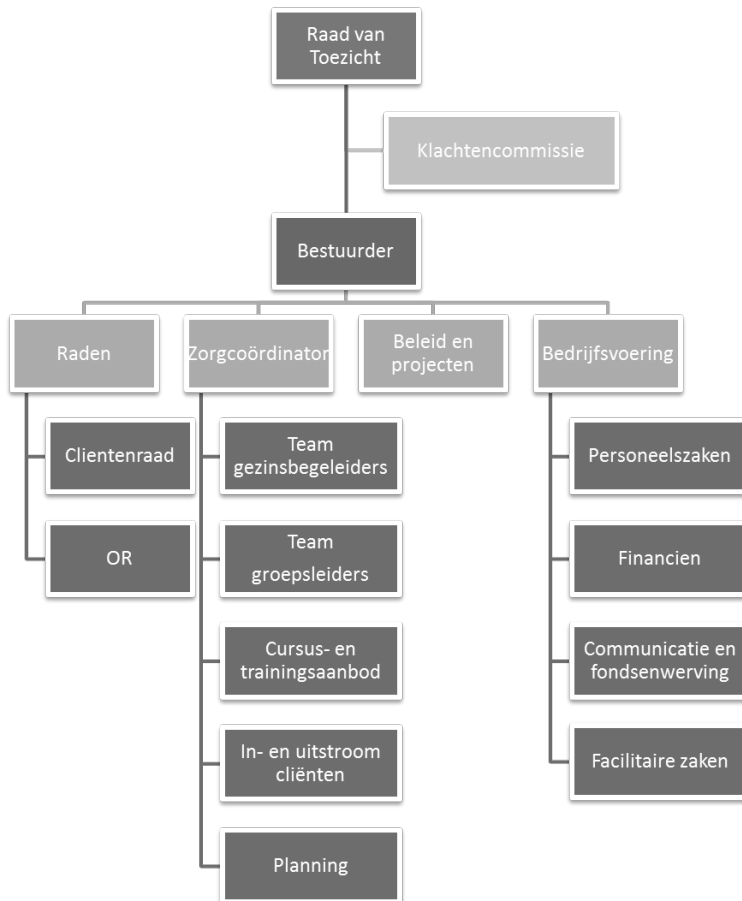 Raad van
Toezicht
Klachtencommissie
Bestuurder
Raden
Zorgcoördinator
Beleid en
projecten
Bedrijfsvoering
Clientenraad
OR
Team
gezinsbegeleiders
Team
groepsleiders
Cursus- en
trainingsaanbod
In- en uitstroom
cliënten
Planning
Personeelszaken
Financien
Communicatie en
fondsenwerving
Facilitaire zaken